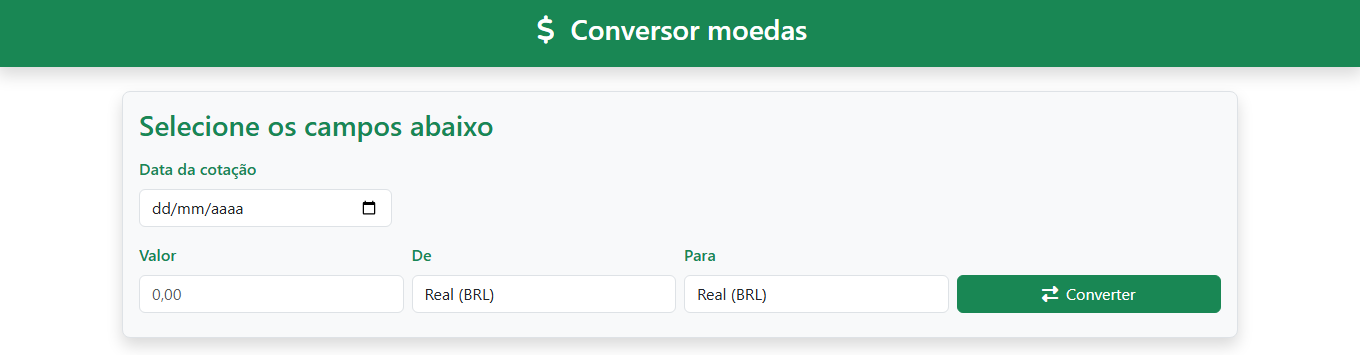 $ Conversor moedas
Selecione os campos abaixo
Data da cotação
dd/mm/aaaa
Valor De Para
0,00 Real (BRL) Real (BRL) Converter